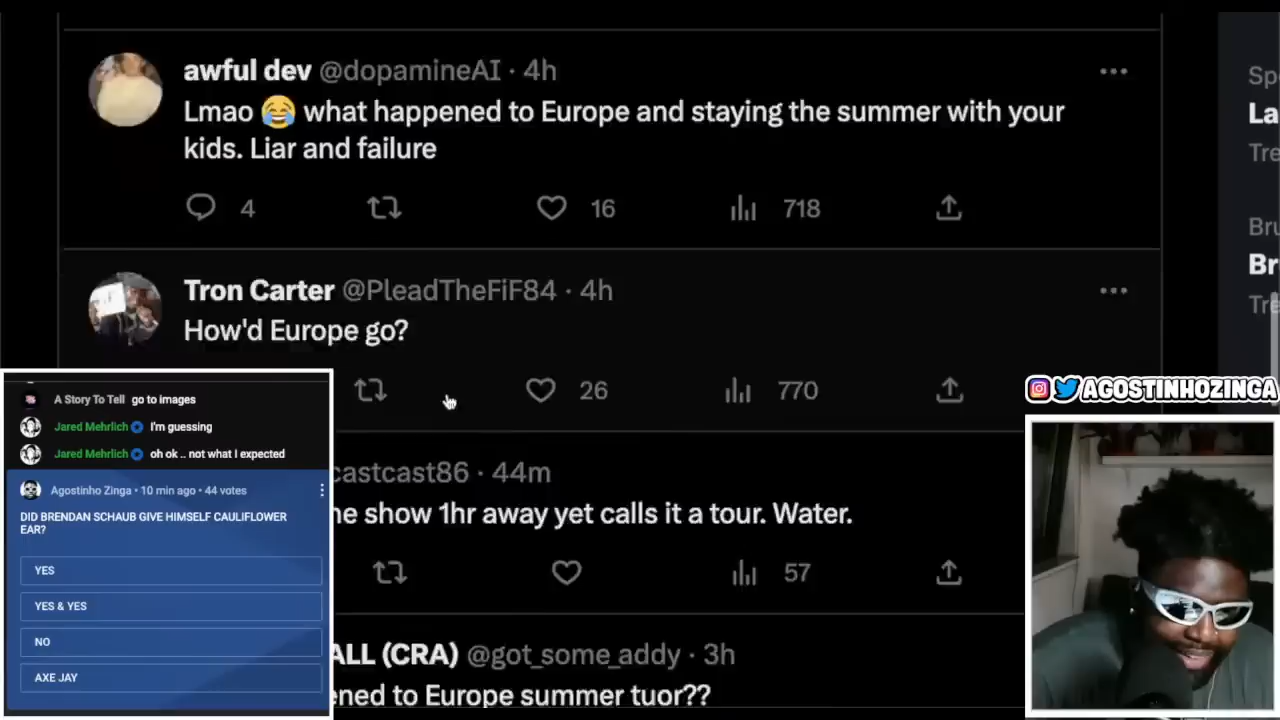 awful dev @dopamineAI · 4h
Lmao 😂 what happened to Europe and staying the summer with your
kids. Liar and failure
4 16 718
Tron Carter @PleadTheFiF84 · 4h
How'd Europe go?
26 770
castcast86 · 44m
show 1hr away yet calls it a tour. Water.
57
ALL (CRA) @got_some_addy · 3h
to Europe summer tuor??
A Story To Tell go to images
Jared Mehrlich I'm guessing
Jared Mehrlich oh ok .. not what I expected
Agostinho Zinga • 10 min ago • 44 votes
DID BRENDAN SCHAUB GIVE HIMSELF CAULIFLOWER
EAR?
YES
YES & YES
NO
AXE JAY
AGOSTINHOZINGA